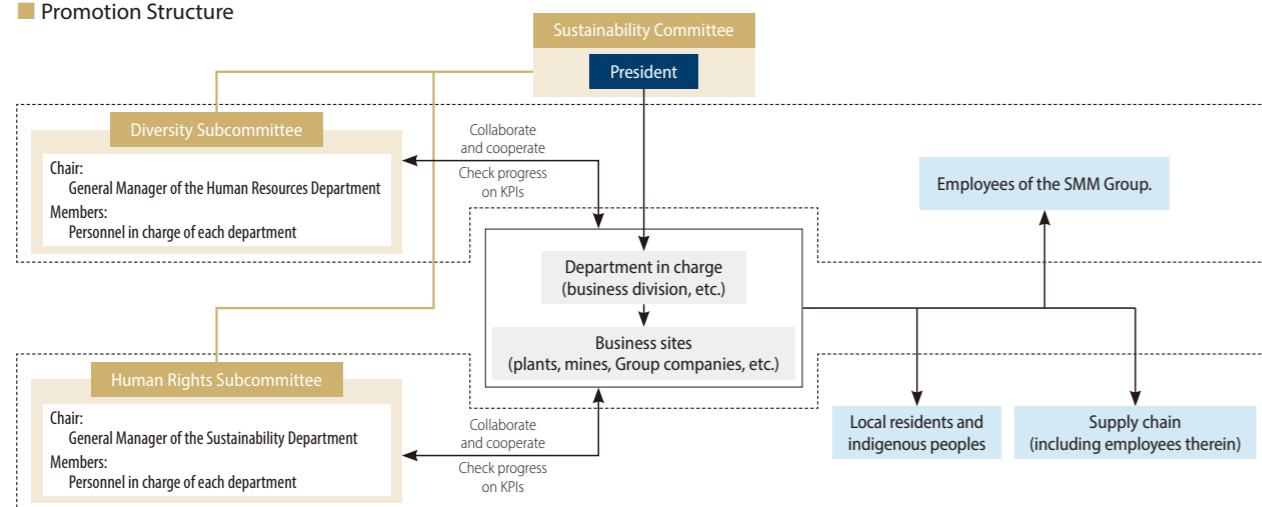 Promotion Structure
Sustainability Committee
President
Diversity Subcommittee
Chair:
General Manager of the Human Resources Department
Members:
Personnel in charge of each department
Collaborate
and cooperate
Check progress
on KPIs
Employees of the SMM Group.
Department in charge
(business division, etc.)
Business sites
(plants, mines, Group companies, etc.)
Human Rights Subcommittee
Chair:
General Manager of the Sustainability Department
Members:
Personnel in charge of each department
Collaborate
and cooperate
Check progress
on KPIs
Local residents and
indigenous peoples
Supply chain
(including employees therein)